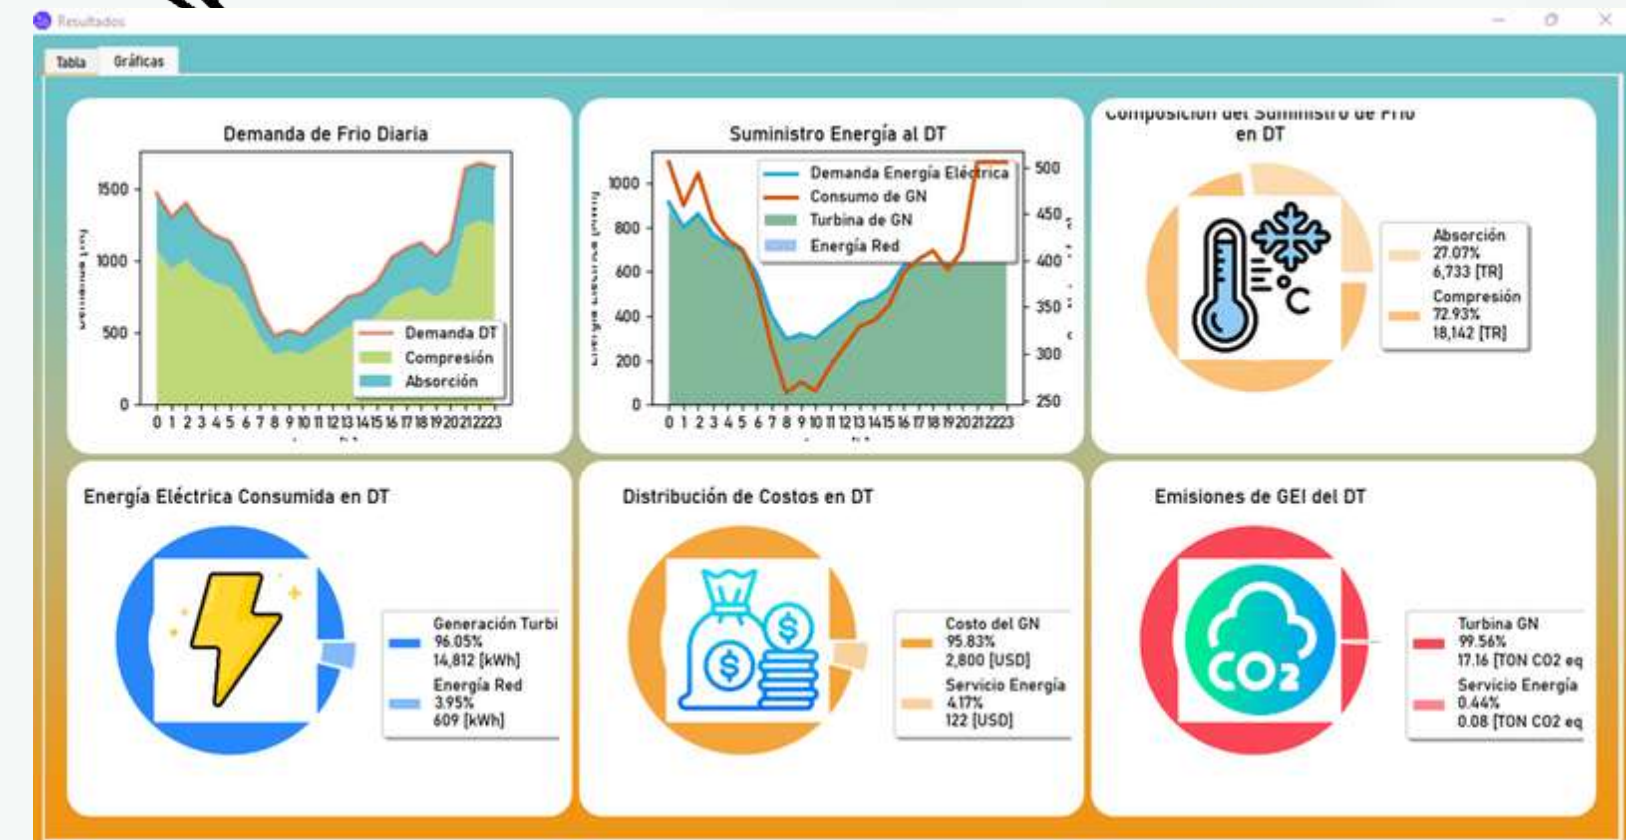 Resultados
Tabla Gráficas
Demanda de Frio Diaria
1500
1000
500
0
0 1 2 3 4 5 6 7 8 9 10 11 12 13 14 15 16 17 18 19 20 21 22 23
Demanda DT
Compresión
Absorción
Suministro Energía al DT
1000
800
600
400
200
0
500
450
400
350
300
250
0 1 2 3 4 5 6 7 8 9 10 11 12 13 14 15 16 17 18 19 20 21 22 23
Demanda Energía Eléctrica
Consumo de GN
Turbina de GN
Energía Red
Composición del Suministro de Frio
en DT
°C
Absorción
27.07%
6,733 [TR]
Compresión
72.93%
18,142 [TR]
Energía Eléctrica Consumida en DT
Generación Turbi
96.05%
14,812 [kWh]
Energía Red
3.95%
609 [kWh]
Distribución de Costos en DT
$
$
Costo del GN
95.83%
2,800 [USD]
Servicio Energía
4.17%
122 [USD]
Emisiones de GEI del DT
CO2
Turbina GN
99.56%
17.16 [TON CO2 eq
Servicio Energía
0.44%
0.08 [TON CO2 eq